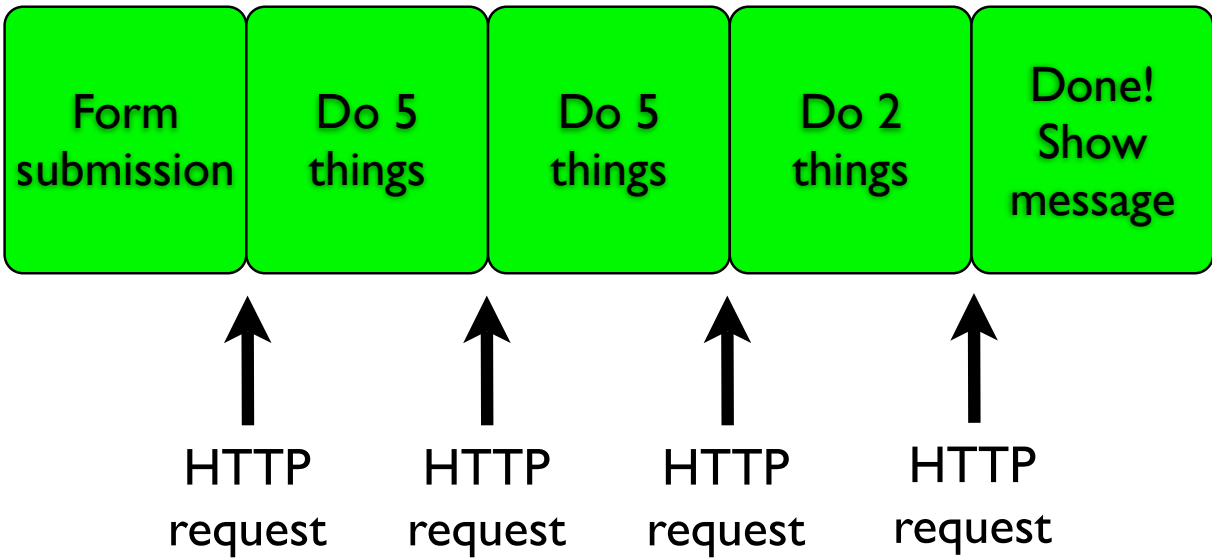 Form
submission
Do 5
things
Do 5
things
Do 2
things
Done!
Show
message
HTTP
request
HTTP
request
HTTP
request
HTTP
request